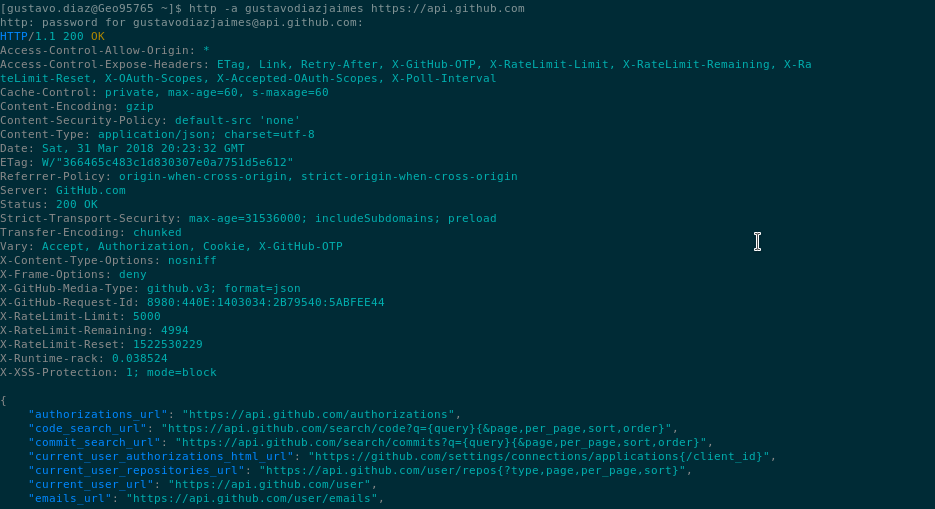 [gustavo.diaz@Geo95765 ~]$ http -a gustavodiazjaimes https://api.github.com
http: password for gustavodiazjaimes@api.github.com:
HTTP/1.1 200 OK
Access-Control-Allow-Origin: *
Access-Control-Expose-Headers: ETag, Link, Retry-After, X-GitHub-OTP, X-RateLimit-Limit, X-RateLimit-Remaining, X-Ra
teLimit-Reset, X-OAuth-Scopes, X-Accepted-OAuth-Scopes, X-Poll-Interval
Cache-Control: private, max-age=60, s-maxage=60
Content-Encoding: gzip
Content-Security-Policy: default-src 'none'
Content-Type: application/json; charset=utf-8
Date: Sat, 31 Mar 2018 20:23:32 GMT
ETag: W/"366465c483c1d830307e0a7751d5e612"
Referrer-Policy: origin-when-cross-origin, strict-origin-when-cross-origin
Server: GitHub.com
Status: 200 OK
Strict-Transport-Security: max-age=31536000; includeSubdomains; preload
Transfer-Encoding: chunked
Vary: Accept, Authorization, Cookie, X-GitHub-OTP
X-Content-Type-Options: nosniff
X-Frame-Options: deny
X-GitHub-Media-Type: github.v3; format=json
X-GitHub-Request-Id: 8980:440E:1403034:2B79540:5ABFEE44
X-RateLimit-Limit: 5000
X-RateLimit-Remaining: 4994
X-RateLimit-Reset: 1522530229
X-Runtime-rack: 0.038524
X-XSS-Protection: 1; mode=block
{
    "authorizations_url": "https://api.github.com/authorizations",
    "code_search_url": "https://api.github.com/search/code?q={query}{&page,per_page,sort,order}",
    "commit_search_url": "https://api.github.com/search/commits?q={query}{&page,per_page,sort,order}",
    "current_user_authorizations_html_url": "https://github.com/settings/connections/applications{/client_id}",
    "current_user_repositories_url": "https://api.github.com/user/repos{?type,page,per_page,sort}",
    "current_user_url": "https://api.github.com/user",
    "emails_url": "https://api.github.com/user/emails",